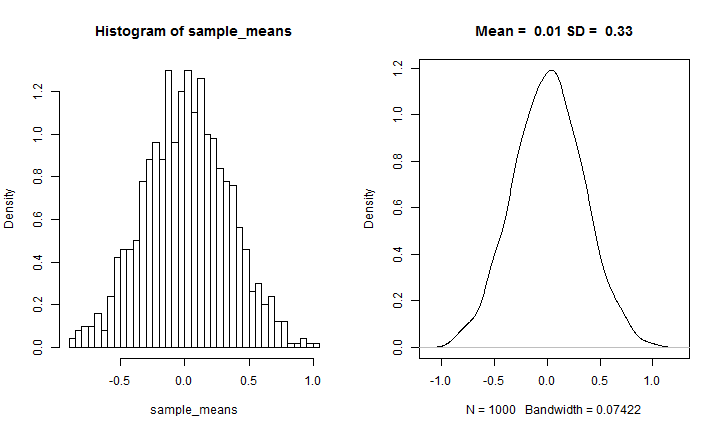 Histogram of sample_means
Density
1.2
1.0
0.8
0.6
0.4
0.2
0.0
-0.5 0.0 0.5 1.0
sample_means
Mean =  0.01 SD =  0.33
Density
1.2
1.0
0.8
0.6
0.4
0.2
0.0
-1.0 -0.5 0.0 0.5 1.0
N = 1000   Bandwidth = 0.07422